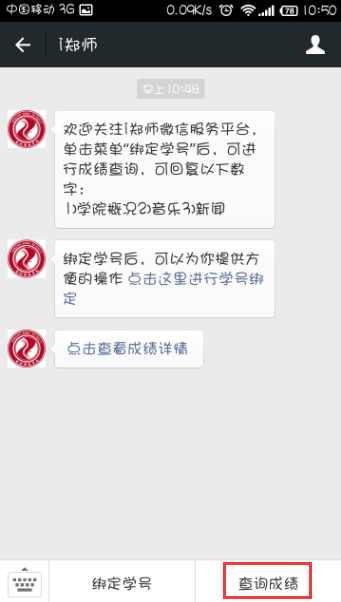 中国移动 3G 0.09K/s 78 10:50
i郑师
早上10:48
欢迎关注i郑师微信服务平台，
单击菜单“绑定学号”后，可进
行成绩查询，可回复以下数
字：
1)学院概况2)音乐3)新闻
绑定学号后，可以为你提供方
便的操作 点击这里进行学号绑
定
点击查看成绩详情
绑定学号 查询成绩